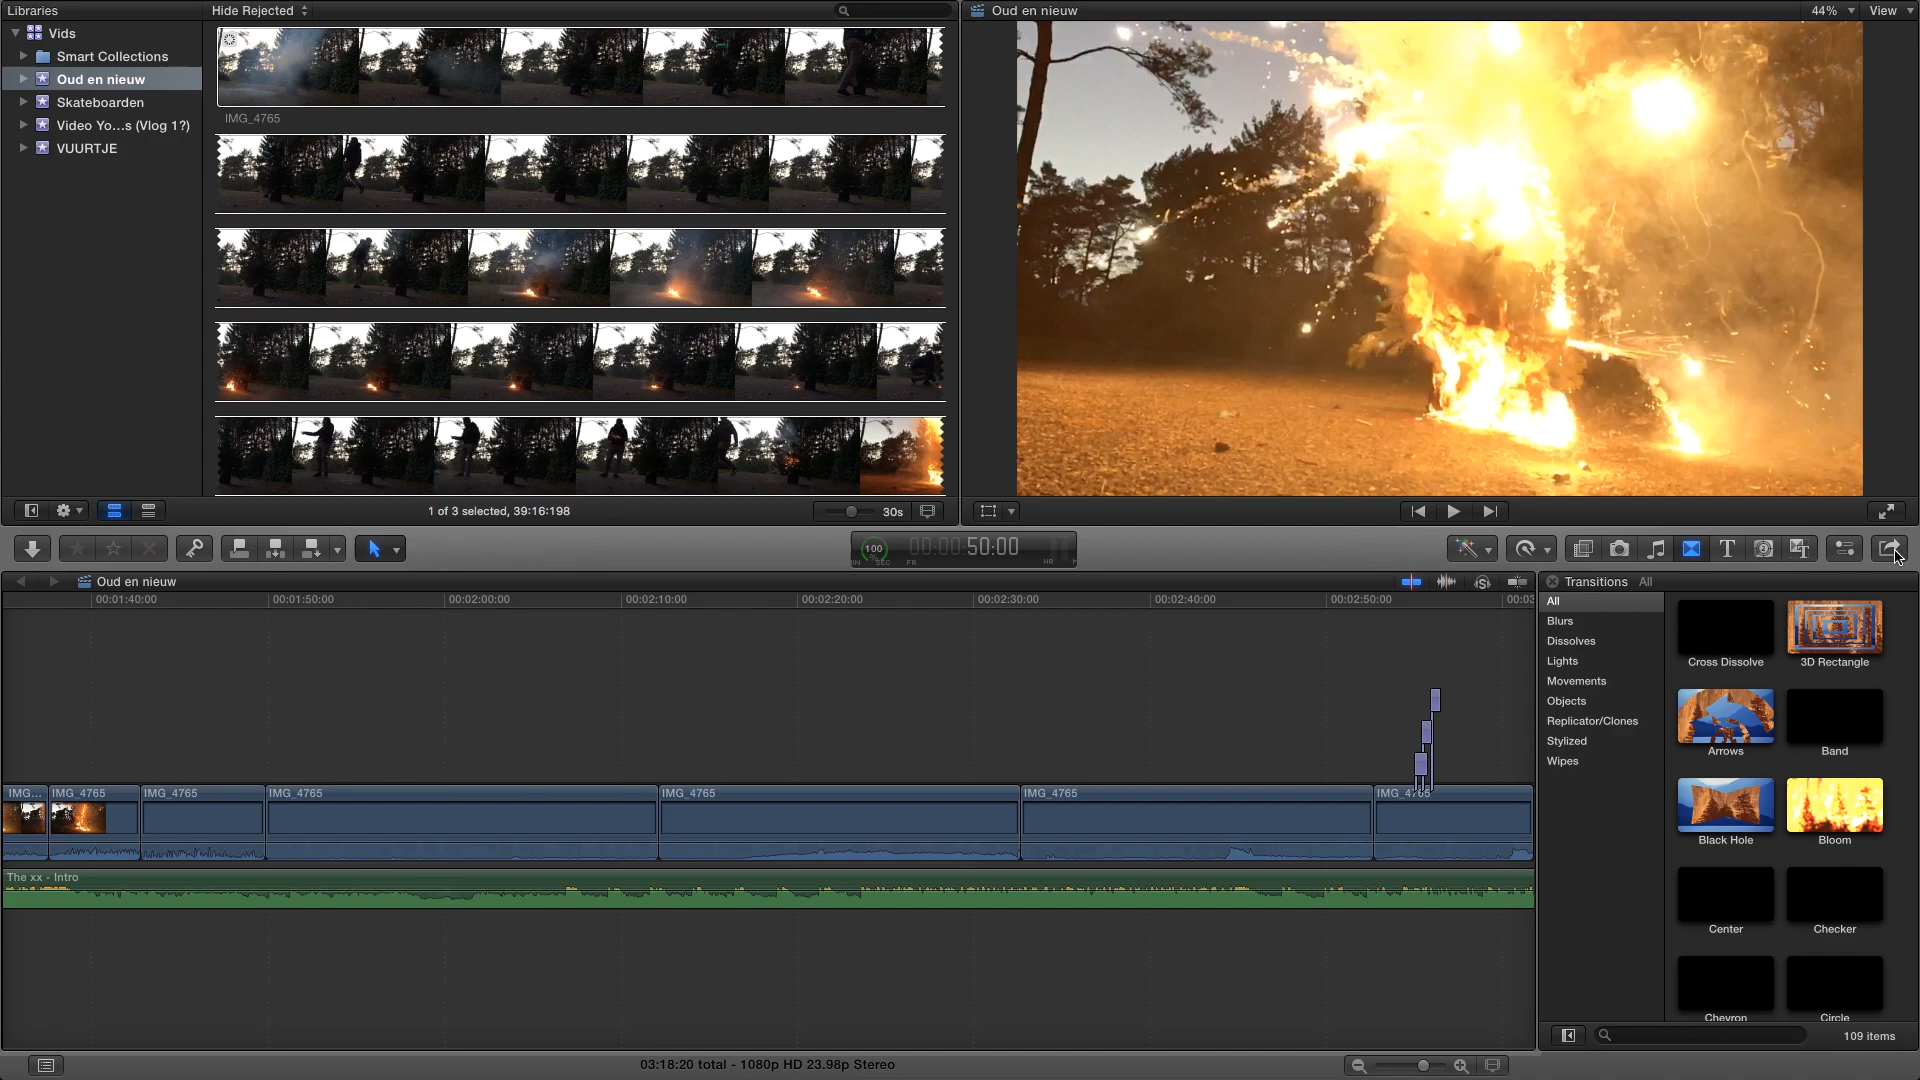 Libraries
Hide Rejected
Oud en nieuw
44%
View
Vids
Smart Collections
Oud en nieuw
Skateboarden
Video Yo...s (Vlog 1?)
VUURTJE
IMG_4765
1 of 3 selected, 39:16:198
30s
100
%
00:00:50:00
SEC
FR
HR
T
Oud en nieuw
00:01:40:00
00:01:50:00
00:02:00:00
00:02:10:00
00:02:20:00
00:02:30:00
00:02:40:00
00:02:50:00
00:03
IMG...
IMG_4765
IMG_4765
IMG_4765
IMG_4765
IMG_4765
IMG_4765
The xx - Intro
Transitions
All
All
Blurs
Dissolves
Lights
Movements
Objects
Replicator/Clones
Stylized
Wipes
Cross Dissolve
3D Rectangle
Arrows
Band
Black Hole
Bloom
Center
Checker
Chevron
Circle
109 items
03:18:20 total - 1080p HD 23.98p Stereo